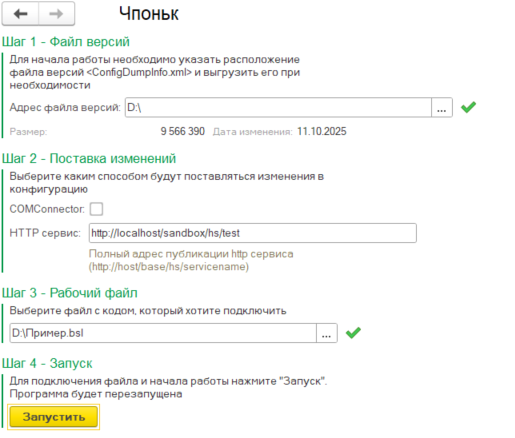 Чпоньк
Шаг 1 - Файл версий
Для начала работы необходимо указать расположение
файла версий <ConfigDumpInfo.xml> и выгрузить его при
необходимости
Адрес файла версий: D:\ ...
Размер: 9 566 390 Дата изменения: 11.10.2025
Шаг 2 - Поставка изменений
Выберите каким способом будут поставляться изменения в
конфигурацию
COMConnector:
HTTP сервис: http://localhost/sandbox/hs/test
Полный адрес публикации http сервиса
(http://host/base/hs/servicename)
Шаг 3 - Рабочий файл
Выберите файл с кодом, который хотите подключить
D:\Пример.bsl ...
Шаг 4 - Запуск
Для подключения файла и начала работы нажмите "Запуск".
Программа будет перезапущена
Запустить